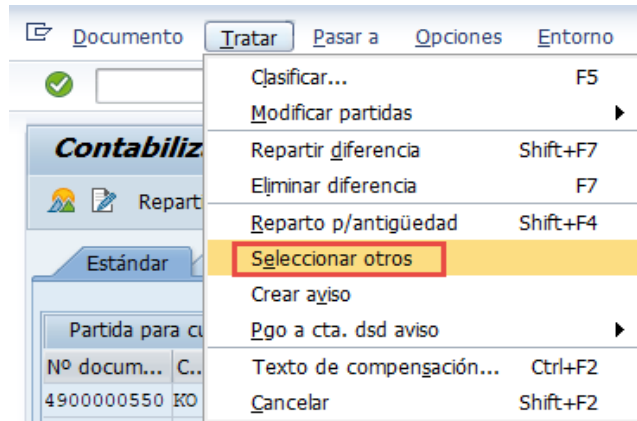 Documento Tratar Pasar a Opciones Entorno
Clasificar... F5
Modificar partidas
Contabiliz
Repartir diferencia Shift+F7
Eliminar diferencia F7
Repart
Reparto p/antigüedad Shift+F4
Seleccionar otros
Estándar
Crear aviso
Partida para cu
Pgo a cta. dsd aviso
Nº docum... C..
Texto de compensación... Ctrl+F2
4900000550 KO
Cancelar Shift+F2